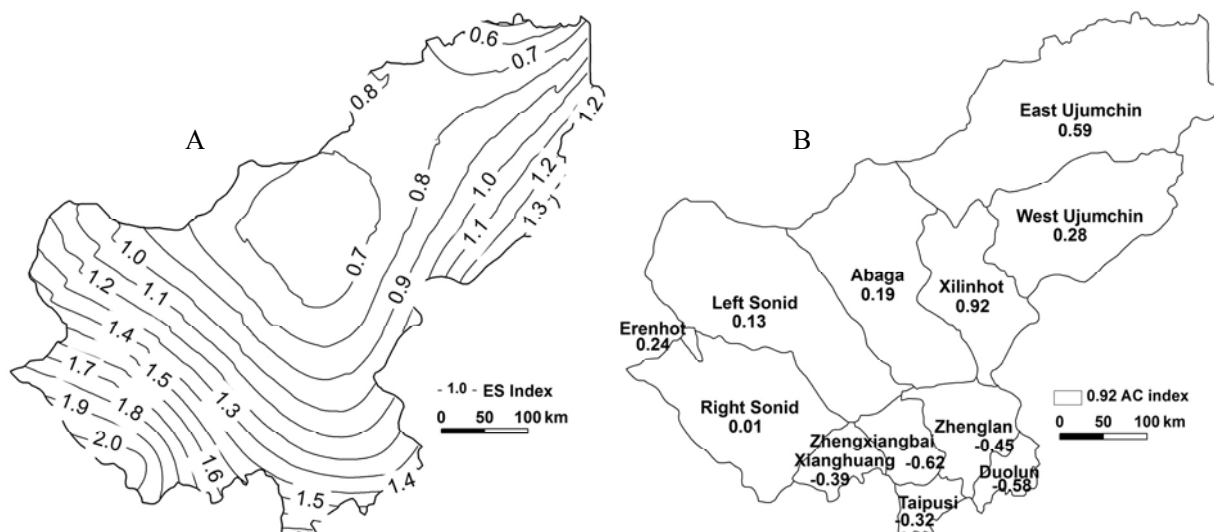 A
0.6
0.7
0.8
1.2
1.2
1.3
1.0
1.1
0.8
0.9
0.7
1.0
1.1
1.2
1.3
1.4
1.5
1.7
1.8
1.9
2.0
1.6
1.5
1.4
- 1.0 - ES Index
0 50 100 km
B
East Ujumchin
0.59
West Ujumchin
0.28
Abaga
0.19
Xilinhot
0.92
Left Sonid
0.13
Erenhot
0.24
Right Sonid
0.01
Zhengxiangbai
-0.62
Xianghuang
-0.39
Zhenglan
-0.45
Duolun
-0.58
Taipusi
-0.32
0.92 AC index
0 50 100 km